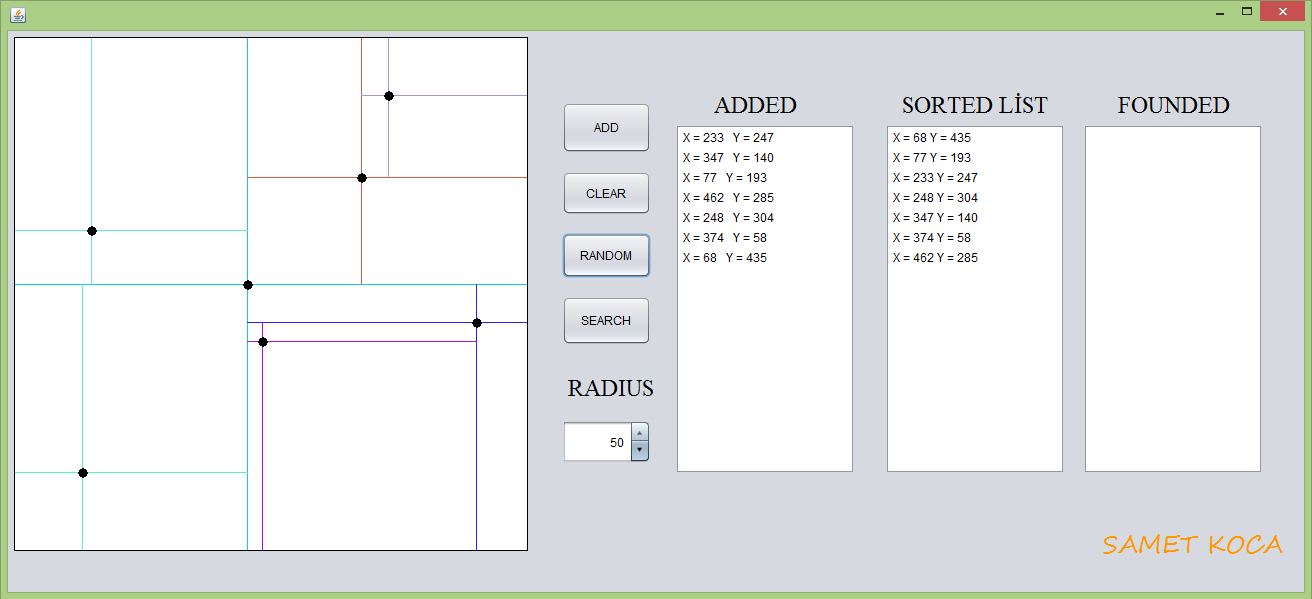 ADD
CLEAR
RANDOM
SEARCH
RADIUS
50
ADDED
X = 233 Y = 247
X = 347 Y = 140
X = 77 Y = 193
X = 462 Y = 285
X = 248 Y = 304
X = 374 Y = 58
X = 68 Y = 435
SORTED LİST
X = 68 Y = 435
X = 77 Y = 193
X = 233 Y = 247
X = 248 Y = 304
X = 347 Y = 140
X = 374 Y = 58
X = 462 Y = 285
FOUNDED
SAMET KOCA